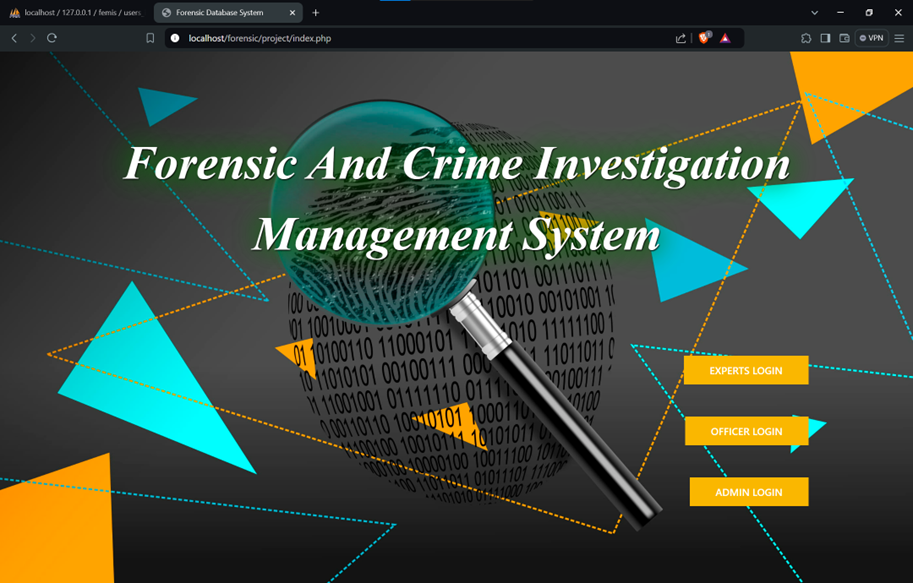 localhost / 127.0.0.1 / femis / users
Forensic Database System
localhost/forensic/project/index.php
VPN
Forensic And Crime Investigation
Management System
EXPERTS LOGIN
OFFICER LOGIN
ADMIN LOGIN